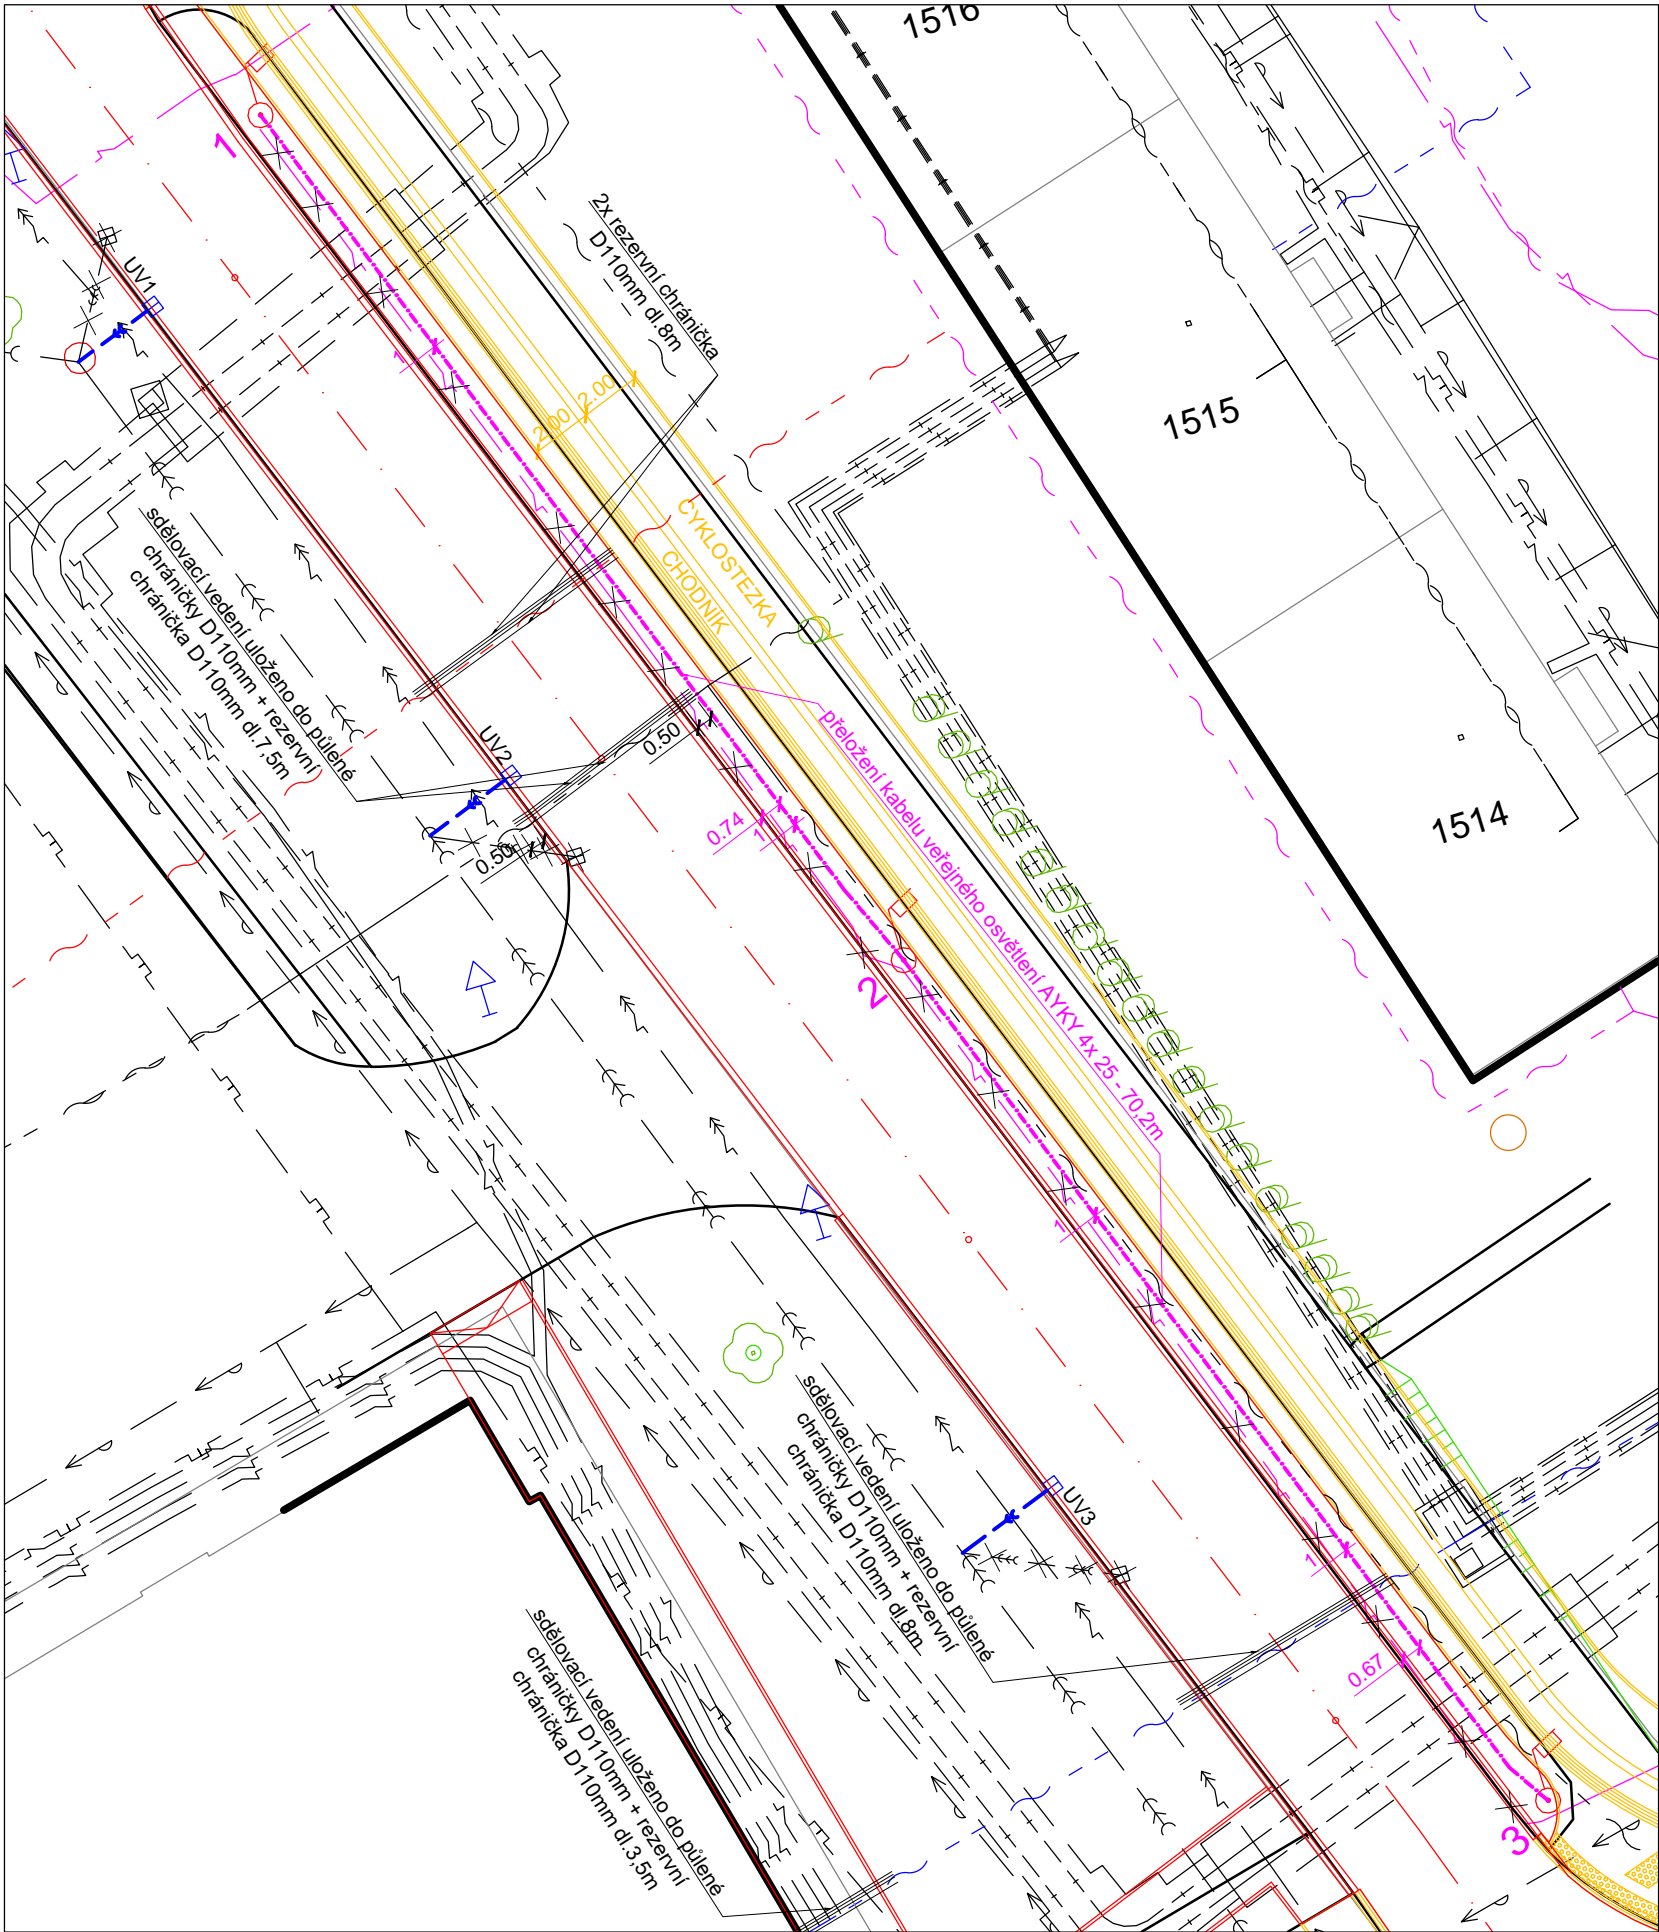 1516
1
2x rezervní chránička
D110mm dl.8m
UV1
1
2.00
2.00
1515
CYKLOSTEZKA
CHODNÍK
sdělovací vedení uloženo do půlené
chráničky D110mm + rezervní
chránička D110mm dl.7,5m
UV2
0.50
0.50
0.74
1
přeložení kabelu veřejného osvětlení AYKY 4x 25 - 70,2m
1514
2
1
sdělovací vedení uloženo do půlené
chráničky D110mm + rezervní
chránička D110mm dl.8m
UV3
1
0.67
sdělovací vedení uloženo do půlené
chráničky D110mm + rezervní
chránička D110mm dl.3,5m
3